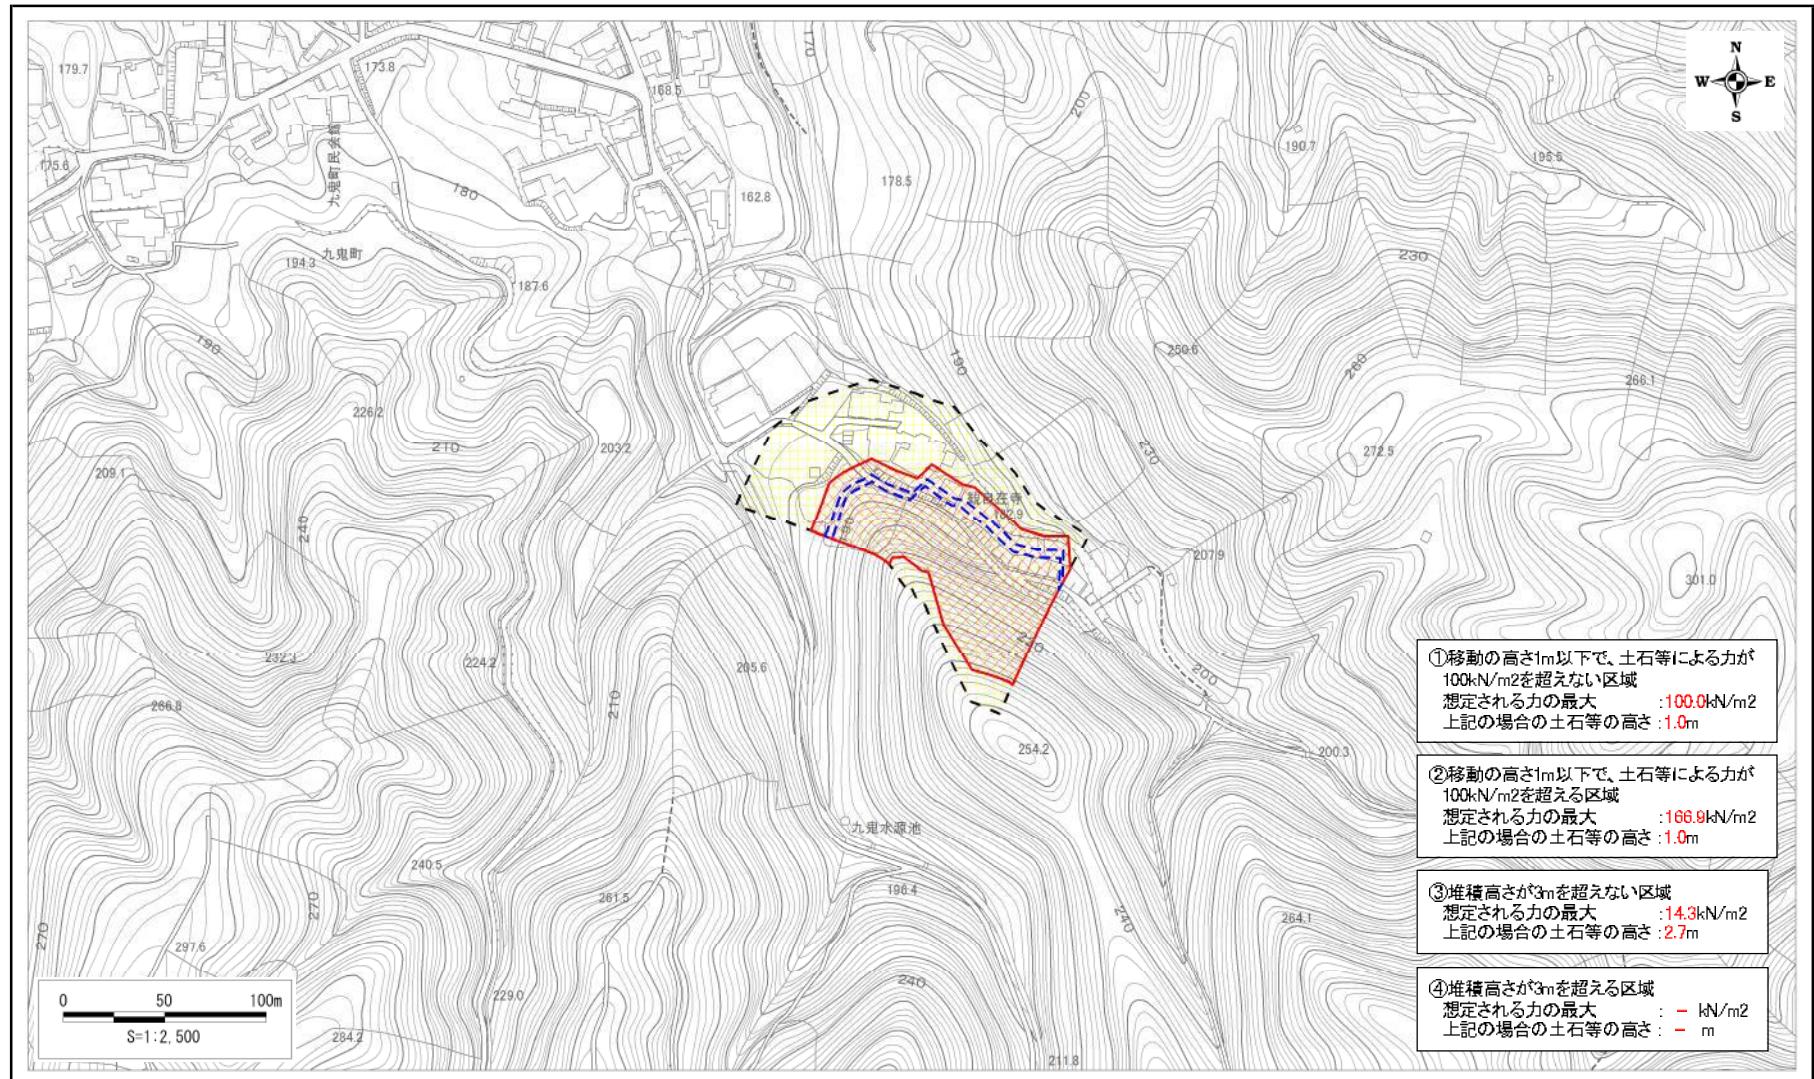 170
179.7
173.8
168.5
N
W E
S
200
190.7
195.5
175.6
九鬼町民会館
180
178.5
162.8
九鬼町
194.3
187.6
230
190
190
250.6
260
266.1
226.2
210
203.2
230
272.5
209.1
観自在寺
182.9
190
240
207.9
301.0
232.3
224.2
205.6
230
200
266.8
210
254.2
200.3
九鬼水源池
240.5
196.4
261.5
270
240
264.1
270
297.6
240
229.0
284.2
211.8
①移動の高さ1m以下で、土石等による力が
100kN/m2を超えない区域
想定される力の最大 :100.0kN/m2
上記の場合の土石等の高さ:1.0m
②移動の高さ1m以下で、土石等による力が
100kN/m2を超える区域
想定される力の最大 :166.9kN/m2
上記の場合の土石等の高さ:1.0m
③堆積高さが3mを超えない区域
想定される力の最大 :14.3kN/m2
上記の場合の土石等の高さ:2.7m
④堆積高さが3mを超える区域
想定される力の最大 : － kN/m2
上記の場合の土石等の高さ: － m
0 50 100m
S=1:2,500